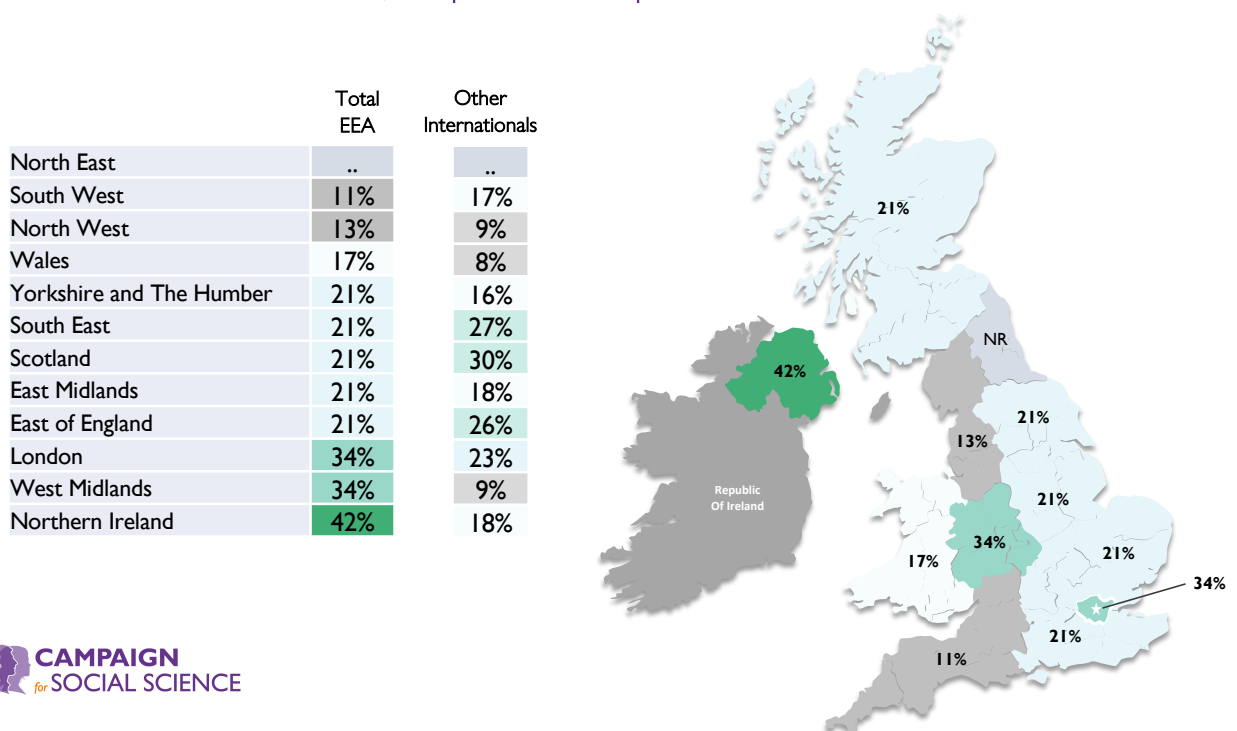 Total
EEA
Other
Internationals
North East .. ..
South West 11% 17%
North West 13% 9%
Wales 17% 8%
Yorkshire and The Humber 21% 16%
South East 21% 27%
Scotland 21% 30%
East Midlands 21% 18%
East of England 21% 26%
London 34% 23%
West Midlands 34% 9%
Northern Ireland 42% 18%
21%
NR
42%
21%
13%
Republic
Of Ireland
21%
34%
21%
17%
34%
21%
11%
CAMPAIGN
for SOCIAL SCIENCE